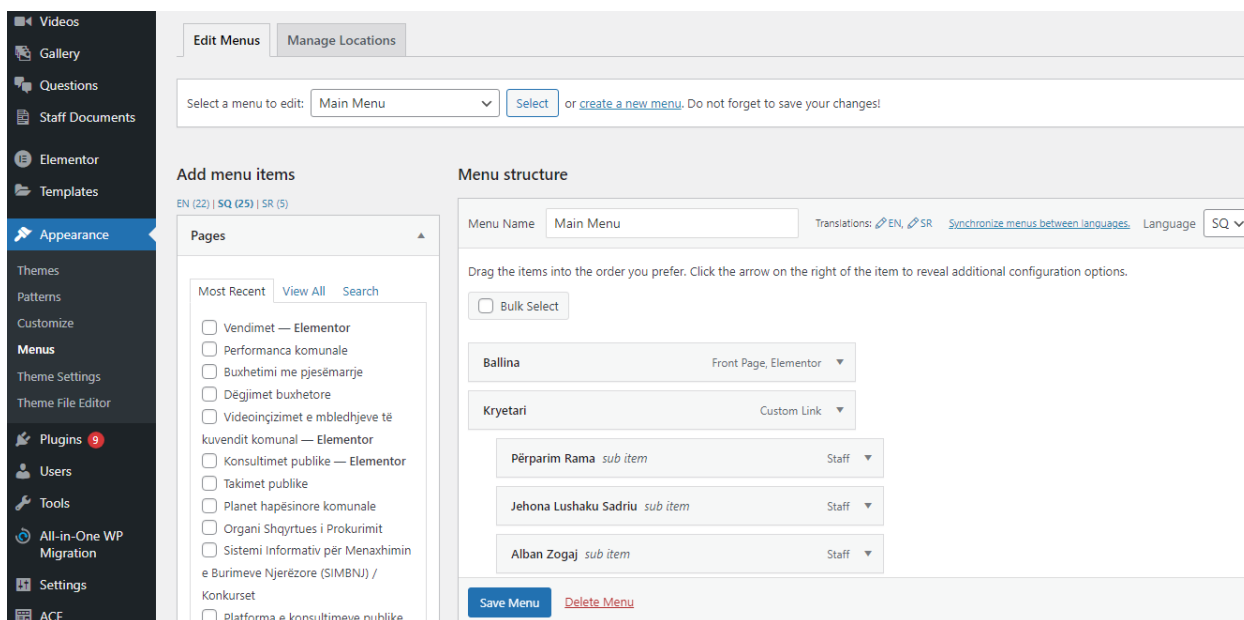 Videos
Gallery
Questions
Staff Documents
Elementor
Templates
Appearance
Themes
Patterns
Customize
Menus
Theme Settings
Theme File Editor
Plugins 9
Users
Tools
All-in-One WP
Migration
Settings
ACF
Edit Menus
Manage Locations
Select a menu to edit: Main Menu Select or create a new menu. Do not forget to save your changes!
Add menu items
EN (22) | SQ (25) | SR (5)
Pages
Most Recent View All Search
Vendimet — Elementor
Performanca komunale
Buxhetimi me pjesëmarrje
Dëgjimet buxhetore
Videoinçizimet e mbledhjeve të
kuvendit komunal — Elementor
Konsultimet publike — Elementor
Takimet publike
Planet hapësinore komunale
Organi Shqyrtues i Prokurimit
Sistemi Informativ për Menaxhimin
e Burimeve Njerëzore (SIMBNJ) /
Konkurset
Platforma e konsultimeve publike
Menu structure
Menu Name Main Menu Translations: EN, SR Synchronize menus between languages. Language SQ
Drag the items into the order you prefer. Click the arrow on the right of the item to reveal additional configuration options.
Bulk Select
Ballina Front Page, Elementor
Kryetari Custom Link
Përparim Rama sub item Staff
Jehona Lushaku Sadriu sub item Staff
Alban Zogaj sub item Staff
Save Menu Delete Menu